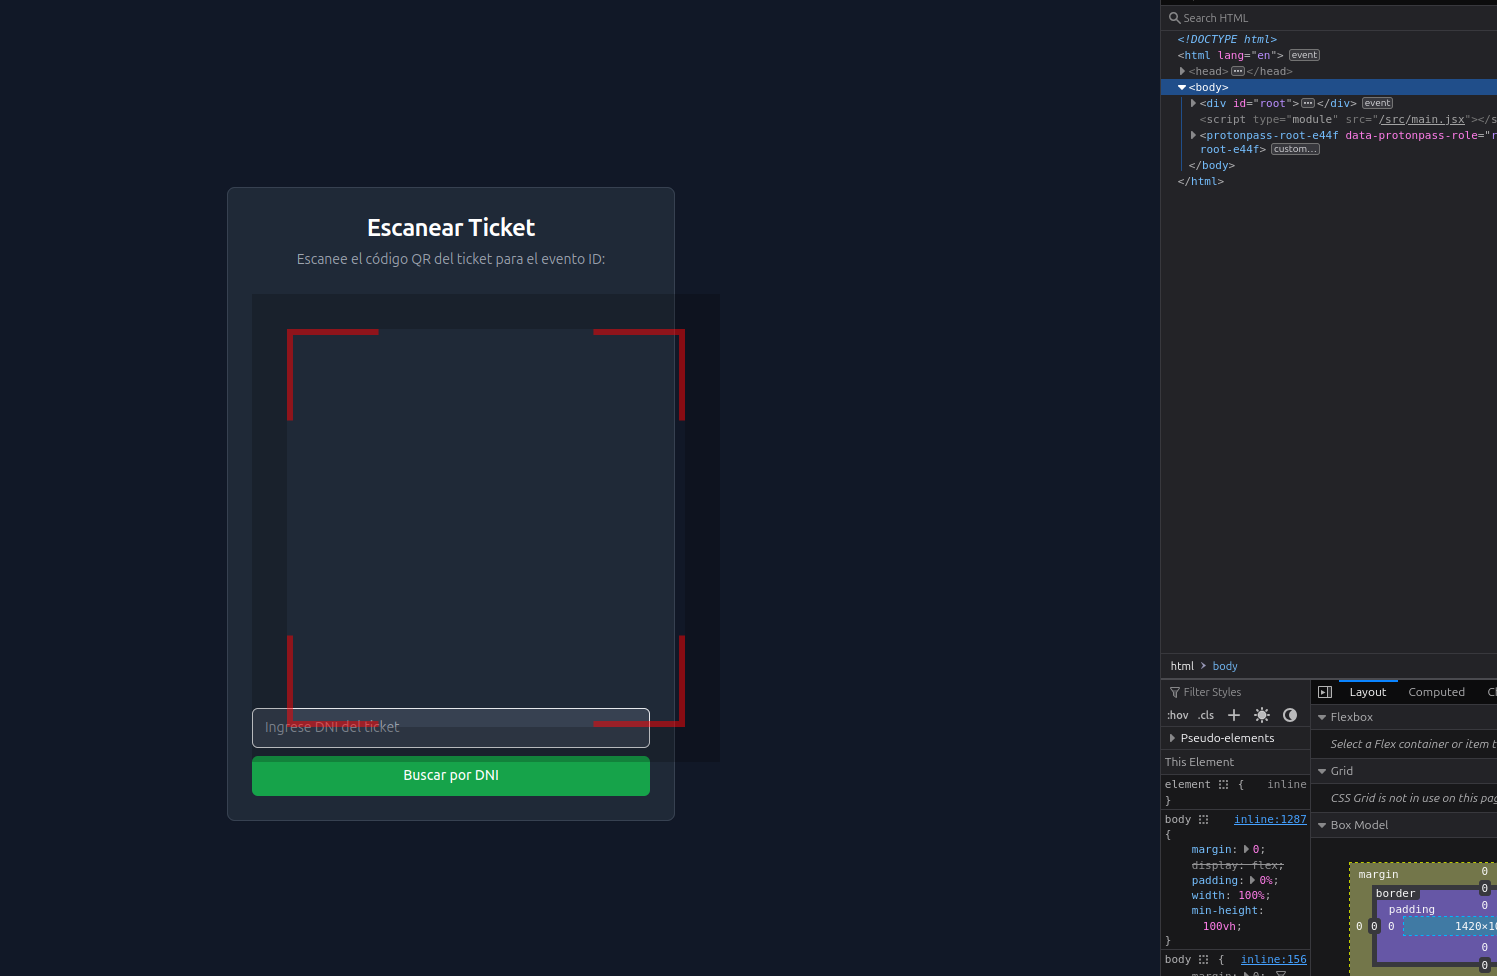 Escanear Ticket
Escanee el código QR del ticket para el evento ID:
Ingrese DNI del ticket
Buscar por DNI
Search HTML
<!DOCTYPE html>
<html lang="en"> event
<head> ··· </head>
<body>
<div id="root"> ··· </div> event
<script type="module" src="/src/main.jsx"></s
<protonpass-root-e44f data-protonpass-role="r
root-e44f> custom…
</body>
</html>
html > body
Filter Styles
:hov .cls +
Pseudo-elements
This Element
element { inline
}
body inline:1287
{
margin: 0;
display: flex;
padding: 0%;
width: 100%;
min-height:
100vh;
}
body { inline:156
margin: 0;
Layout Computed
Flexbox
Select a Flex container or item t
Grid
CSS Grid is not in use on this pag
Box Model
margin 0
border 0
padding 0
0 0 0 1420×10
0
0